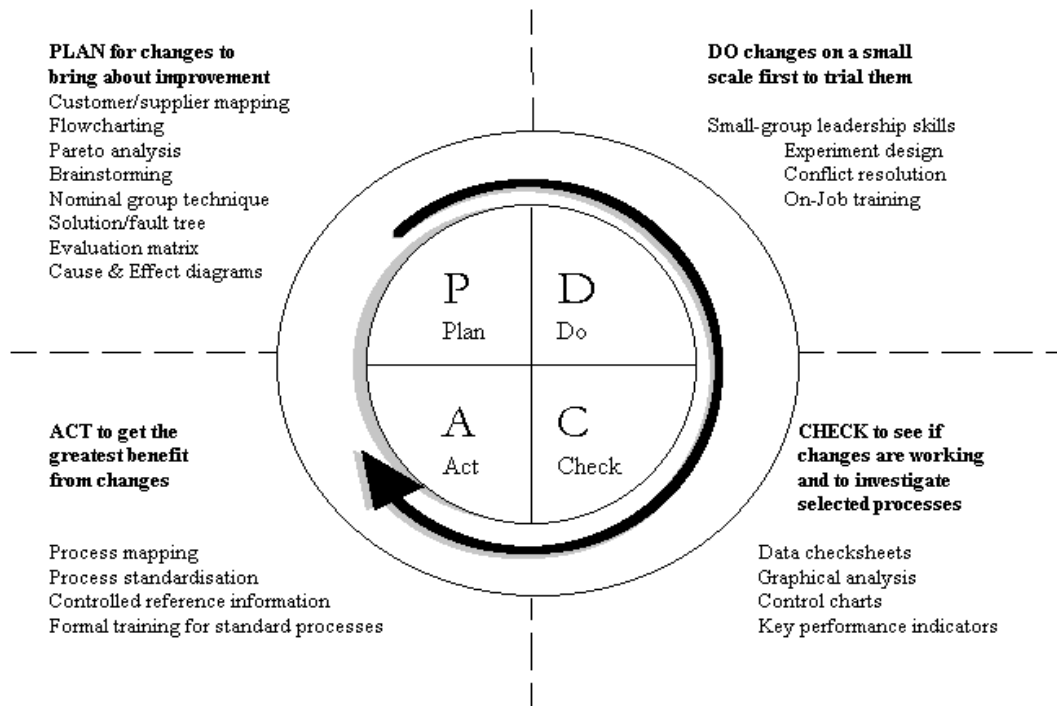 PLAN for changes to
bring about improvement
Customer/supplier mapping
Flowcharting
Pareto analysis
Brainstorming
Nominal group technique
Solution/fault tree
Evaluation matrix
Cause & Effect diagrams
DO changes on a small
scale first to trial them
Small-group leadership skills
Experiment design
Conflict resolution
On-Job training
P
Plan
D
Do
A
Act
C
Check
ACT to get the
greatest benefit
from changes
Process mapping
Process standardisation
Controlled reference information
Formal training for standard processes
CHECK to see if
changes are working
and to investigate
selected processes
Data checksheets
Graphical analysis
Control charts
Key performance indicators